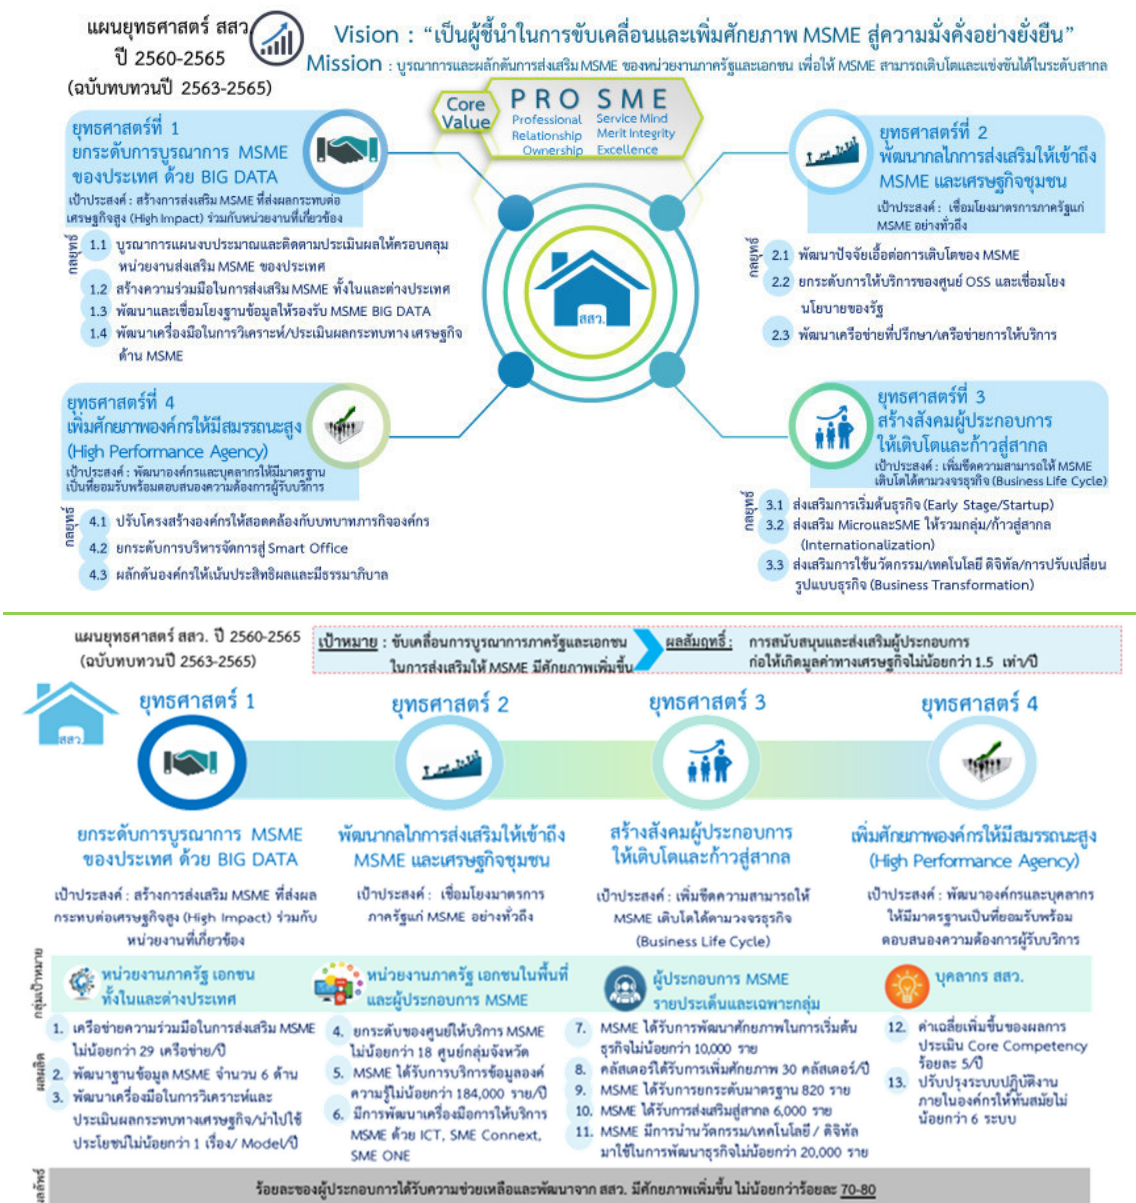 แผนยุทธศาสตร์ สสว.
ปี 2560-2565
(ฉบับทบทวนปี 2563-2565)
Vision : “เป็นผู้ชี้นำในการขับเคลื่อนและเพิ่มศักยภาพ MSME สู่ความมั่งคั่งอย่างยั่งยืน”
Mission : บูรณาการและผลักดันการส่งเสริม MSME ของหน่วยงานภาครัฐและเอกชน เพื่อให้ MSME สามารถเติบโตและแข่งขันได้ในระดับสากล
Core
Value
PRO SME
Professional Service Mind
Relationship Merit Integrity
Ownership Excellence
ยุทธศาสตร์ที่ 1
ยกระดับการบูรณาการ MSME
ของประเทศ ด้วย BIG DATA
เป้าประสงค์ : สร้างการส่งเสริม MSME ที่ส่งผลกระทบต่อ
เศรษฐกิจสูง (High Impact) ร่วมกับหน่วยงานที่เกี่ยวข้อง
กลยุทธ์
1.1 บูรณาการแผนงบประมาณและติดตามประเมินผลให้ครอบคลุม
หน่วยงานส่งเสริม MSME ของประเทศ
1.2 สร้างความร่วมมือในการส่งเสริม MSME ทั้งในและต่างประเทศ
1.3 พัฒนาและเชื่อมโยงฐานข้อมูลให้รองรับ MSME BIG DATA
1.4 พัฒนาเครื่องมือในการวิเคราะห์/ประเมินผลกระทบทาง เศรษฐกิจ
ด้าน MSME
ยุทธศาสตร์ที่ 2
พัฒนากลไกการส่งเสริมให้เข้าถึง
MSME และเศรษฐกิจชุมชน
เป้าประสงค์ : เชื่อมโยงมาตรการภาครัฐแก่
MSME อย่างทั่วถึง
กลยุทธ์
2.1 พัฒนาปัจจัยเอื้อต่อการเติบโตของ MSME
2.2 ยกระดับการให้บริการของศูนย์ OSS และเชื่อมโยง
นโยบายของรัฐ
2.3 พัฒนาเครือข่ายที่ปรึกษา/เครือข่ายการให้บริการ
สสว.
ยุทธศาสตร์ที่ 4
เพิ่มศักยภาพองค์กรให้มีสมรรถนะสูง
(High Performance Agency)
เป้าประสงค์ : พัฒนาองค์กรและบุคลากรให้มีมาตรฐาน
เป็นที่ยอมรับพร้อมตอบสนองความต้องการผู้รับบริการ
กลยุทธ์
4.1 ปรับโครงสร้างองค์กรให้สอดคล้องกับบทบาทภารกิจองค์กร
4.2 ยกระดับการบริหารจัดการสู่ Smart Office
4.3 ผลักดันองค์กรให้เน้นประสิทธิผลและมีธรรมาภิบาล
ยุทธศาสตร์ที่ 3
สร้างสังคมผู้ประกอบการ
ให้เติบโตและก้าวสู่สากล
เป้าประสงค์ : เพิ่มขีดความสามารถให้ MSME
เติบโตได้ตามวงจรธุรกิจ (Business Life Cycle)
กลยุทธ์
3.1 ส่งเสริมการเริ่มต้นธุรกิจ (Early Stage/Startup)
3.2 ส่งเสริม Microและ SME ให้รวมกลุ่ม/ก้าวสู่สากล
(Internationalization)
3.3 ส่งเสริมการใช้นวัตกรรม/เทคโนโลยี ดิจิทัล/การปรับเปลี่ยน
รูปแบบธุรกิจ (Business Transformation)
แผนยุทธศาสตร์ สสว. ปี 2560-2565
(ฉบับทบทวนปี 2563-2565)
เป้าหมาย : ขับเคลื่อนการบูรณาการภาครัฐและเอกชน
ในการส่งเสริมให้ MSME มีศักยภาพเพิ่มขึ้น
ผลสัมฤทธิ์ : การสนับสนุนและส่งเสริมผู้ประกอบการ
ก่อให้เกิดมูลค่าทางเศรษฐกิจไม่น้อยกว่า 1.5 เท่า/ปี
สสว.
ยุทธศาสตร์ 1
ยุทธศาสตร์ 2
ยุทธศาสตร์ 3
ยุทธศาสตร์ 4
ยกระดับการบูรณาการ MSME
ของประเทศ ด้วย BIG DATA
พัฒนากลไกการส่งเสริมให้เข้าถึง
MSME และเศรษฐกิจชุมชน
สร้างสังคมผู้ประกอบการ
ให้เติบโตและก้าวสู่สากล
เพิ่มศักยภาพองค์กรให้มีสมรรถนะสูง
(High Performance Agency)
เป้าประสงค์ : สร้างการส่งเสริม MSME ที่ส่งผล
กระทบต่อเศรษฐกิจสูง (High Impact) ร่วมกับ
หน่วยงานที่เกี่ยวข้อง
เป้าประสงค์ : เชื่อมโยงมาตรการ
ภาครัฐแก่ MSME อย่างทั่วถึง
เป้าประสงค์ : เพิ่มขีดความสามารถให้
MSME เติบโตได้ตามวงจรธุรกิจ
(Business Life Cycle)
เป้าประสงค์ : พัฒนาองค์กรและบุคลากร
ให้มีมาตรฐานเป็นที่ยอมรับพร้อม
ตอบสนองความต้องการผู้รับบริการ
กลุ่มเป้าหมาย
หน่วยงานภาครัฐ เอกชน
ทั้งในและต่างประเทศ
หน่วยงานภาครัฐ เอกชนในพื้นที่
และผู้ประกอบการ MSME
ผู้ประกอบการ MSME
รายประเด็นและเฉพาะกลุ่ม
บุคลากร สสว.
ผลผลิต
1. เครือข่ายความร่วมมือในการส่งเสริม MSME
ไม่น้อยกว่า 29 เครือข่าย/ปี
2. พัฒนาฐานข้อมูล MSME จำนวน 6 ด้าน
3. พัฒนาเครื่องมือในการวิเคราะห์และ
ประเมินผลกระทบทางเศรษฐกิจ/นำไปใช้
ประโยชน์ไม่น้อยกว่า 1 เรื่อง/ Model/ปี
4. ยกระดับของศูนย์ให้บริการ MSME
ไม่น้อยกว่า 18 ศูนย์กลุ่มจังหวัด
5. MSME ได้รับการบริการข้อมูลองค์
ความรู้ไม่น้อยกว่า 184,000 ราย/ปี
6. มีการพัฒนาเครื่องมือการให้บริการ
MSME ด้วย ICT, SME Connext,
SME ONE
7. MSME ได้รับการพัฒนาศักยภาพในการเริ่มต้น
ธุรกิจไม่น้อยกว่า 10,000 ราย
8. คลัสเตอร์ได้รับการเพิ่มศักยภาพ 30 คลัสเตอร์/ปี
9. MSME ได้รับการยกระดับมาตรฐาน 820 ราย
10. MSME ได้รับการส่งเสริมสู่สากล 6,000 ราย
11. MSME มีการนำนวัตกรรม/เทคโนโลยี / ดิจิทัล
มาใช้ในการพัฒนาธุรกิจไม่น้อยกว่า 20,000 ราย
12. ค่าเฉลี่ยเพิ่มขึ้นของผลการ
ประเมิน Core Competency
ร้อยละ 5/ปี
13. ปรับปรุงระบบปฏิบัติงาน
ภายในองค์กรให้ทันสมัยไม่
น้อยกว่า 6 ระบบ
ร้อยละของผู้ประกอบการได้รับความช่วยเหลือและพัฒนาจาก สสว. มีศักยภาพเพิ่มขึ้น ไม่น้อยกว่าร้อยละ 70-80